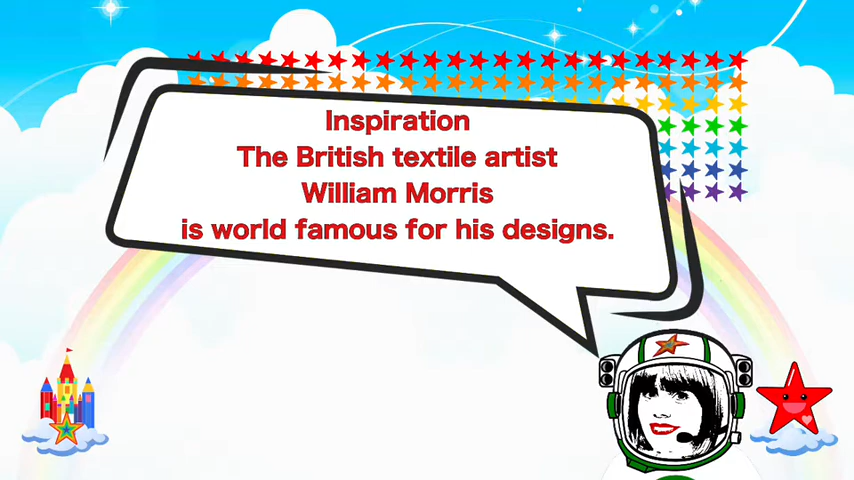 Inspiration
The British textile artist
William Morris
is world famous for his designs.